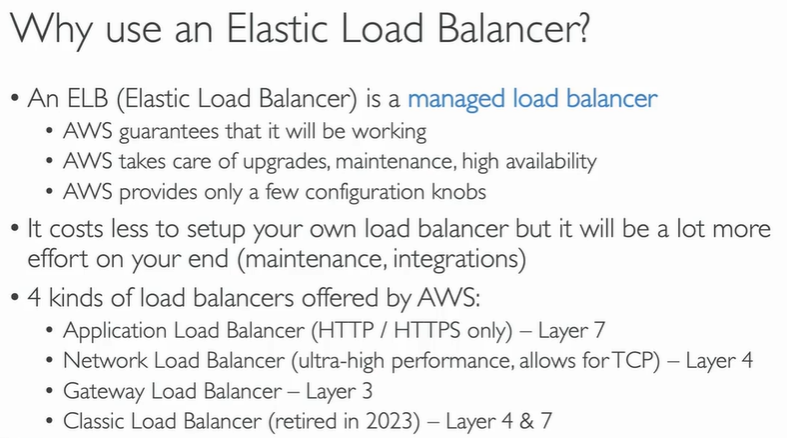 Why use an Elastic Load Balancer?
• An ELB (Elastic Load Balancer) is a managed load balancer
• AWS guarantees that it will be working
• AWS takes care of upgrades, maintenance, high availability
• AWS provides only a few configuration knobs
• It costs less to setup your own load balancer but it will be a lot more
effort on your end (maintenance, integrations)
• 4 kinds of load balancers offered by AWS:
• Application Load Balancer (HTTP / HTTPS only) – Layer 7
• Network Load Balancer (ultra-high performance, allows for TCP) – Layer 4
• Gateway Load Balancer – Layer 3
• Classic Load Balancer (retired in 2023) – Layer 4 & 7